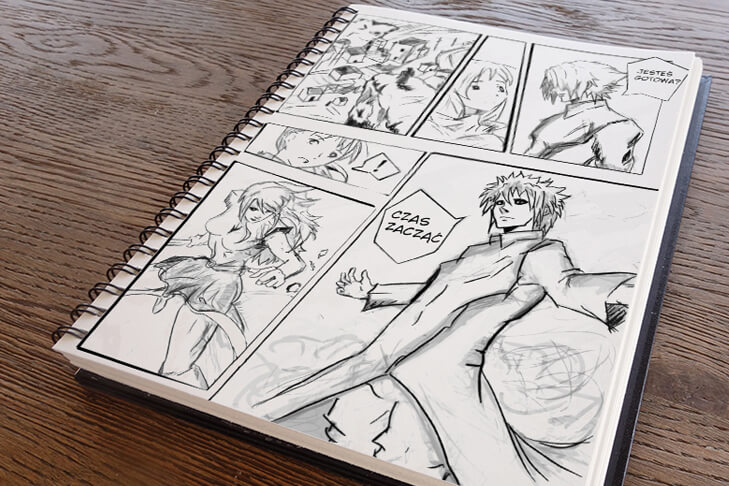 JESTEŚ
GOTOWA?
!
CZAS
ZACZĄĆ